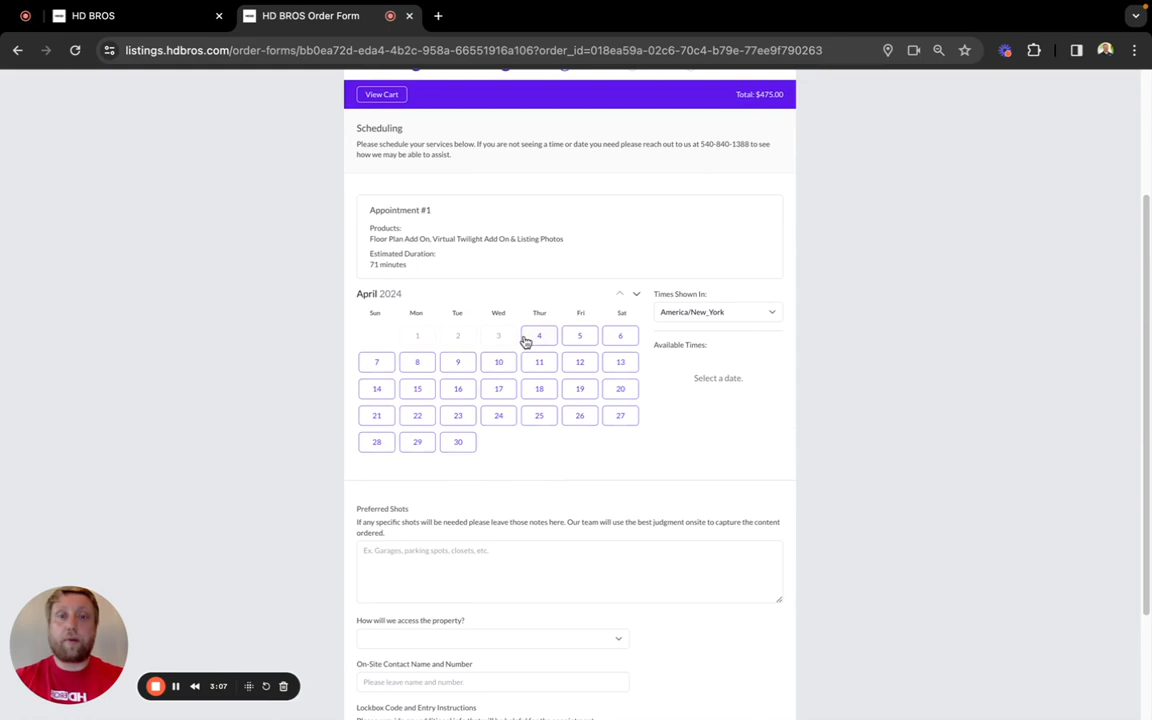 HD BROS
HD BROS Order Form
listings.hdbros.com/order-forms/bb0ea72d-eda4-4b2c-958a-66551916a106?order_id=018ea59a-02c6-70c4-b79e-77ee9f790263
View Cart
Total: $475.00
Scheduling
Please schedule your services below. If you are not seeing a time or date you need please reach out to us at 540-840-1388 to see
how we may be able to assist.
Appointment #1
Products:
Floor Plan Add On, Virtual Twilight Add On & Listing Photos
Estimated Duration:
71 minutes
April 2024
Times Shown In:
Sun Mon Tue Wed Thur Fri Sat
America/New_York
1 2 3 4 5 6
Available Times:
7 8 9 10 11 12 13
Select a date.
14 15 16 17 18 19 20
21 22 23 24 25 26 27
28 29 30
Preferred Shots
If any specific shots will be needed please leave those notes here. Our team will use the best judgment onsite to capture the content
ordered.
Ex. Garages, parking spots, closets, etc.
How will we access the property?
On-Site Contact Name and Number
Please leave name and number.
Lockbox Code and Entry Instructions
3:07